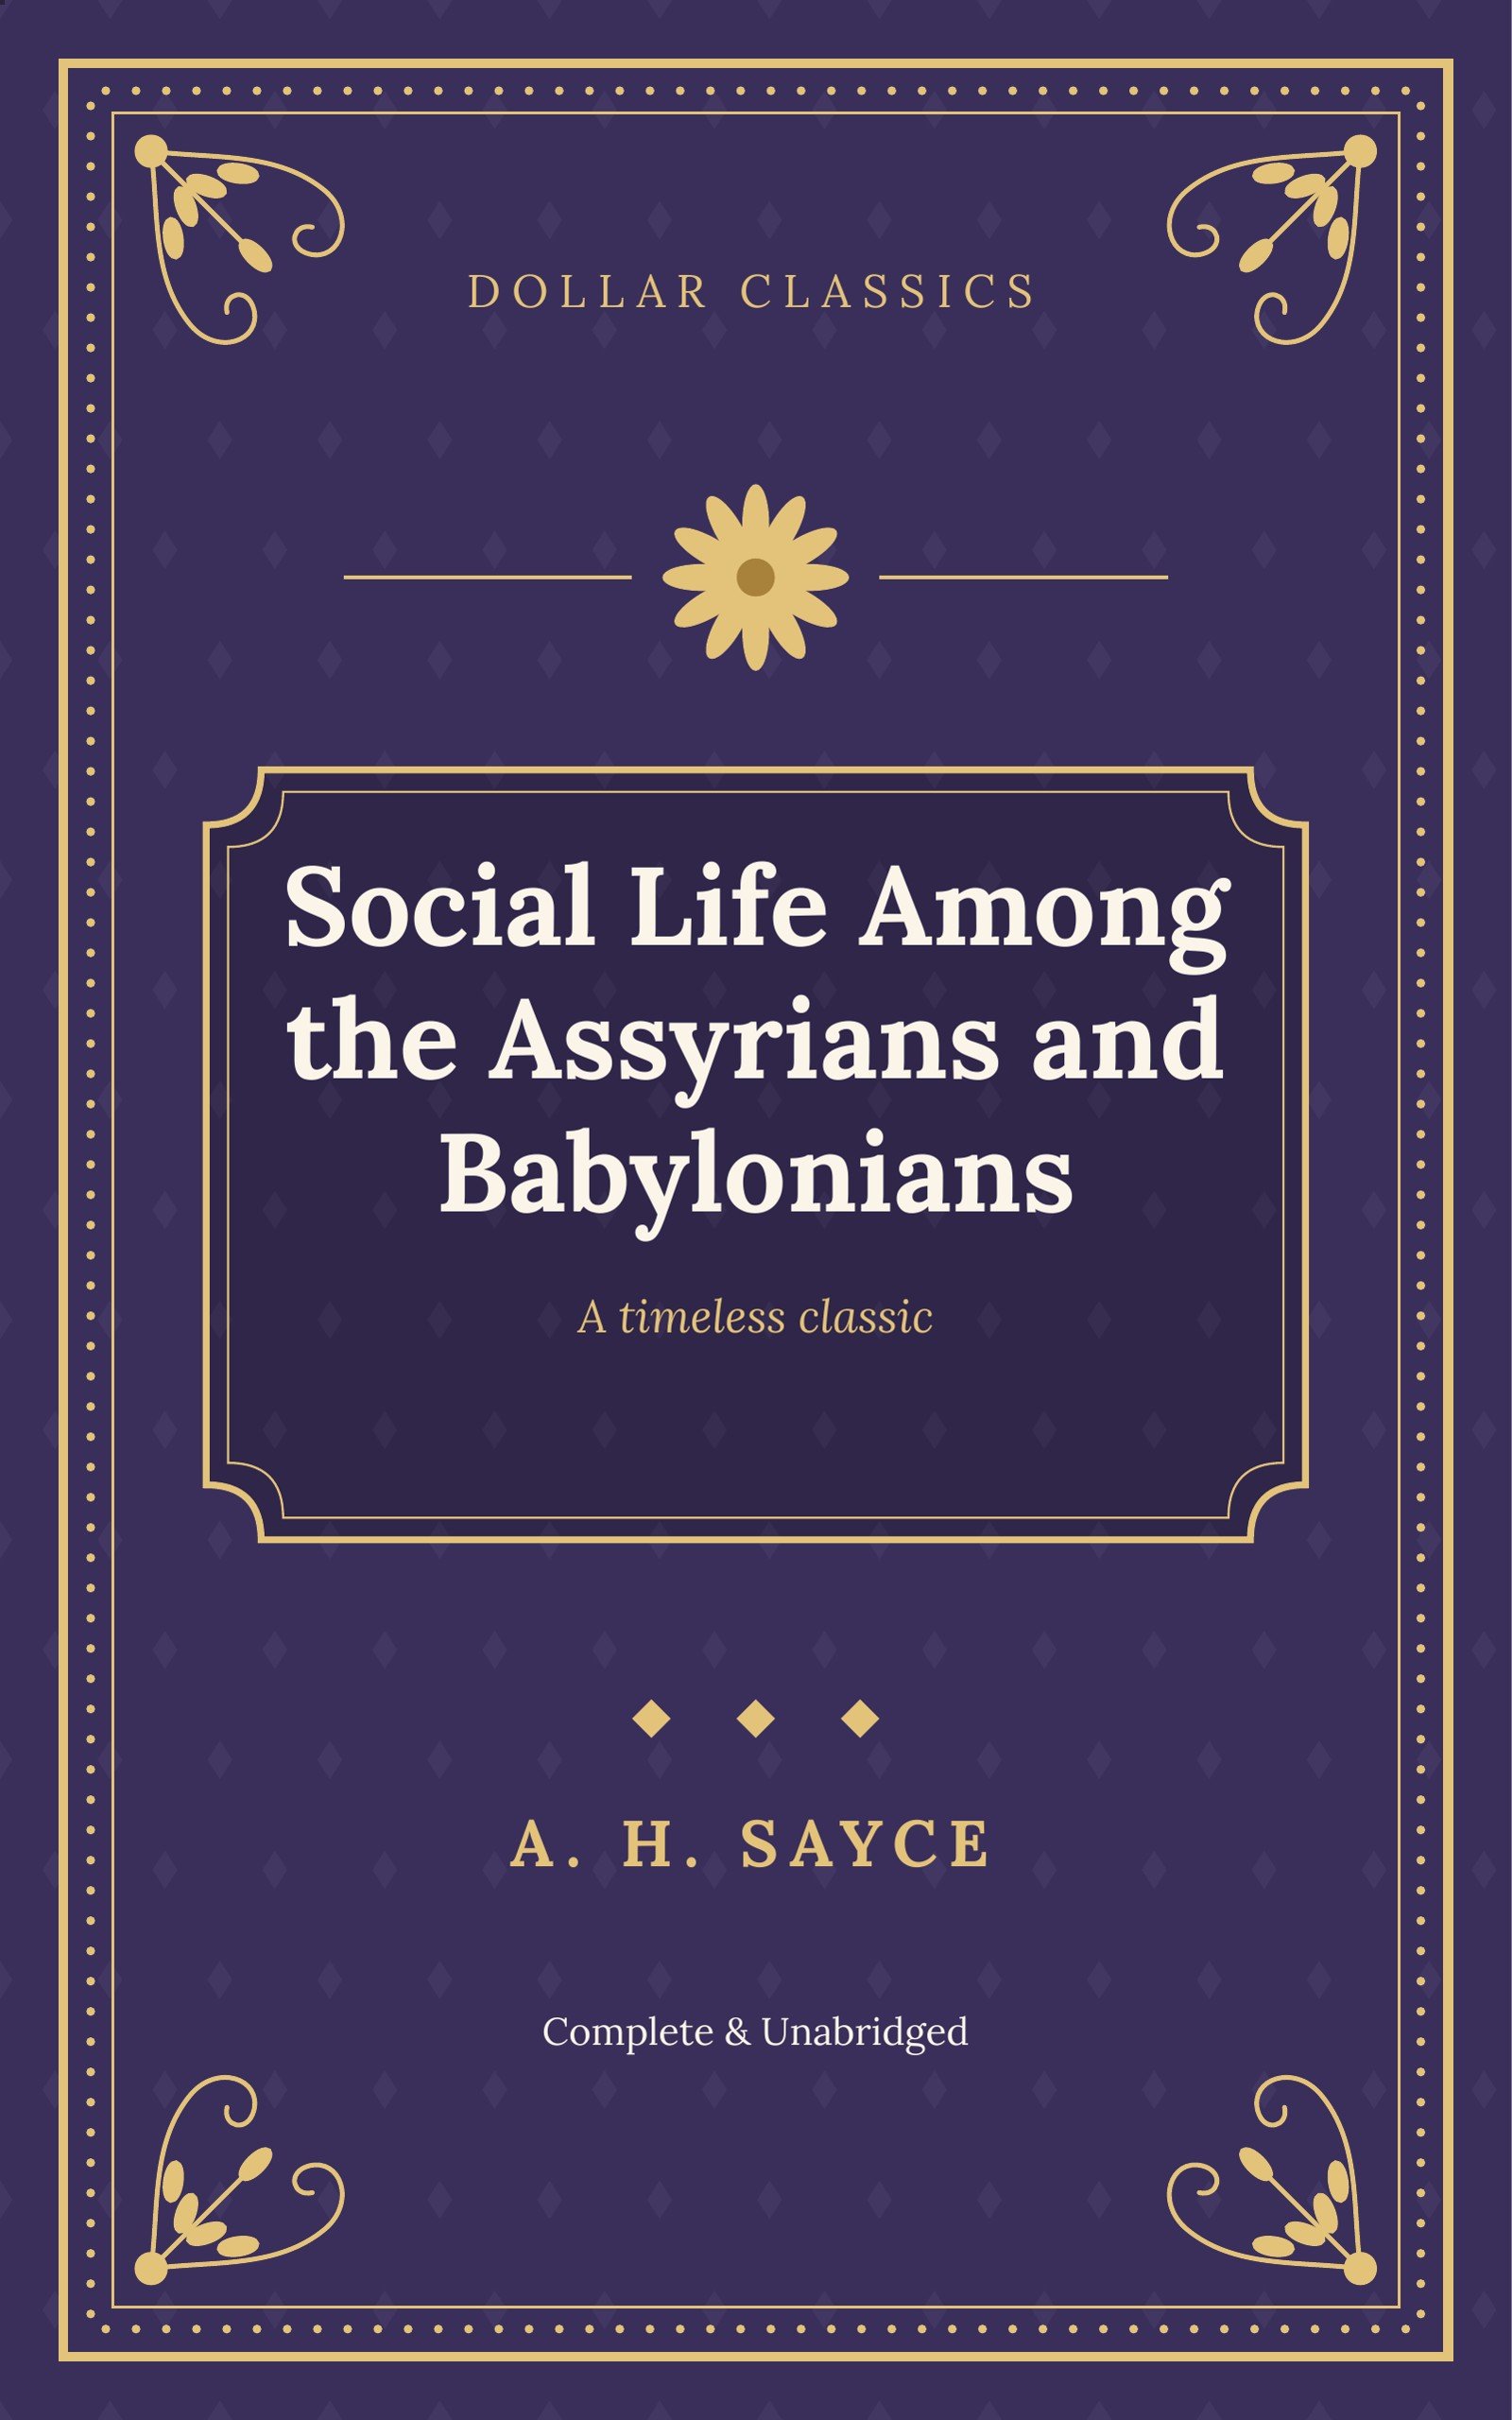 DOLLAR CLASSICS
Social Life Among
the Assyrians and
Babylonians
A timeless classic
A. H. SAYCE
Complete & Unabridged